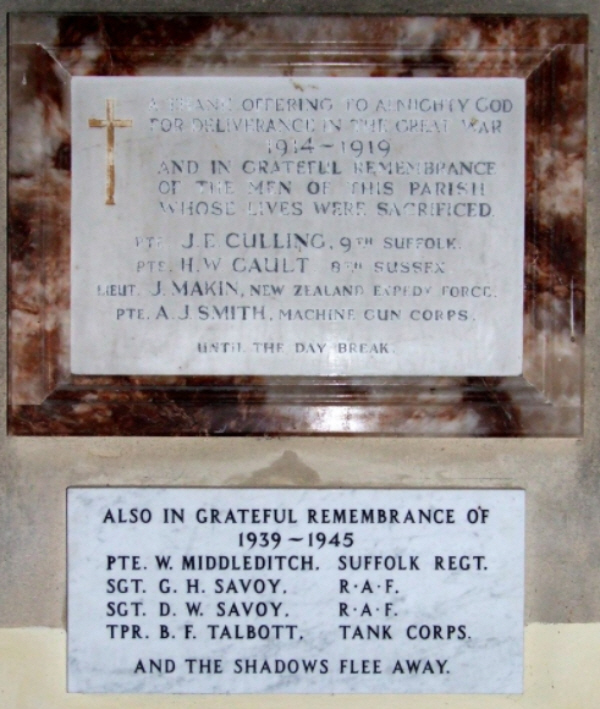 A THANK OFFERING TO ALMIGHTY GOD
FOR DELIVERANCE IN THE GREAT WAR
1914 - 1919
AND IN GRATEFUL REMEMBRANCE
OF THE MEN OF THIS PARISH
WHOSE LIVES WERE SACRIFICED.
PTE. J. E. CULLING. 9TH SUFFOLK.
PTE. H. W. GAULT 8TH SUSSEX.
LIEUT. J. MAKIN, NEW ZEALAND EXPEDY FORCE.
PTE. A. J. SMITH. MACHINE GUN CORPS.
UNTIL THE DAY BREAK.
ALSO IN GRATEFUL REMEMBRANCE OF
1939 ~ 1945
PTE. W. MIDDLEDITCH. SUFFOLK REGT.
SGT. G. H. SAVOY. R·A·F.
SGT. D. W. SAVOY. R·A·F.
TPR. B. F. TALBOTT. TANK CORPS.
AND THE SHADOWS FLEE AWAY.